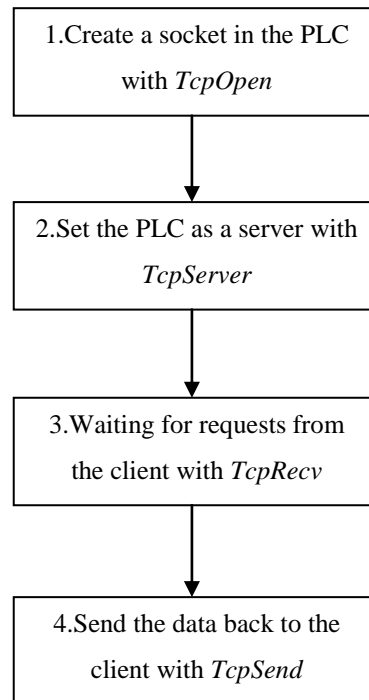 1.Create a socket in the PLC
with TcpOpen
2.Set the PLC as a server with
TcpServer
3.Waiting for requests from
the client with TcpRecv
4.Send the data back to the
client with TcpSend